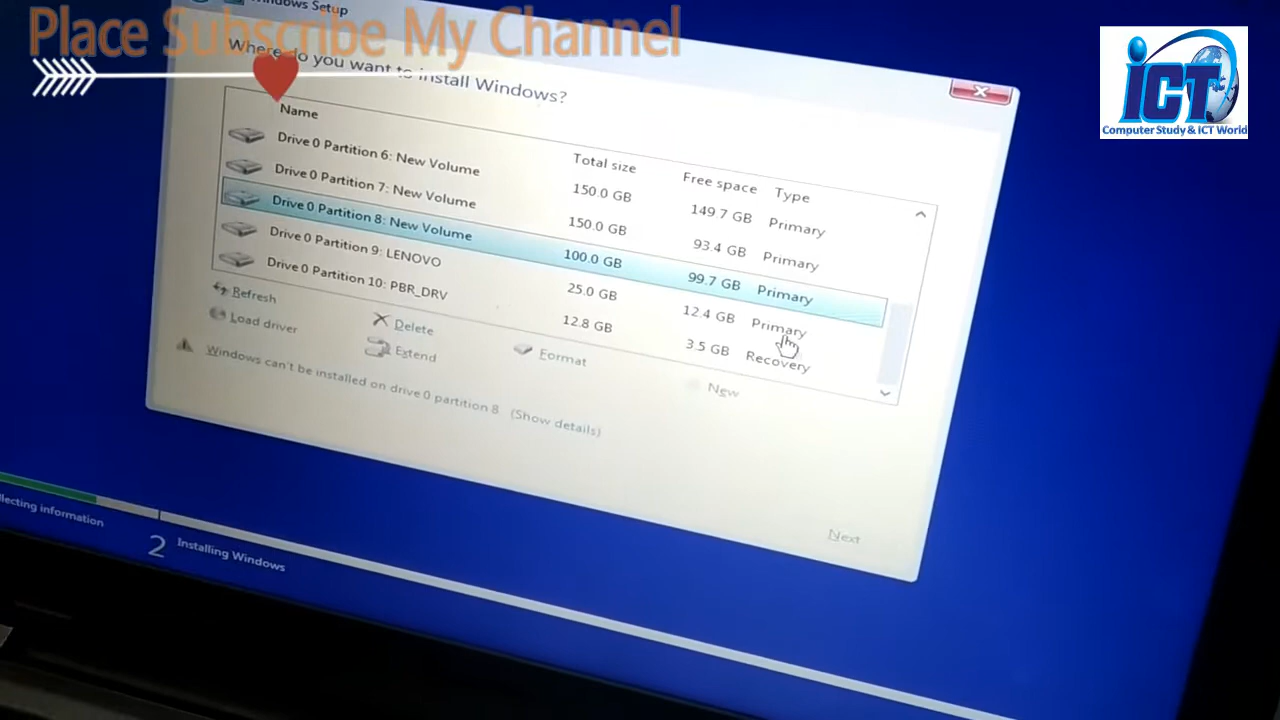 Place Subscribe My Channel
Windows Setup
Where do you want to install Windows?
Name Total size Free space Type
Drive 0 Partition 6: New Volume 150.0 GB 149.7 GB Primary
Drive 0 Partition 7: New Volume 150.0 GB 93.4 GB Primary
Drive 0 Partition 8: New Volume 100.0 GB 99.7 GB Primary
Drive 0 Partition 9: LENOVO 25.0 GB 12.4 GB Primary
Drive 0 Partition 10: PBR_DRV 12.8 GB 3.5 GB Recovery
Refresh Delete Format New
Load driver Extend
Windows can't be installed on drive 0 partition 8 (Show details)
Next
information
2 Installing Windows
iCT
Computer Study & ICT World